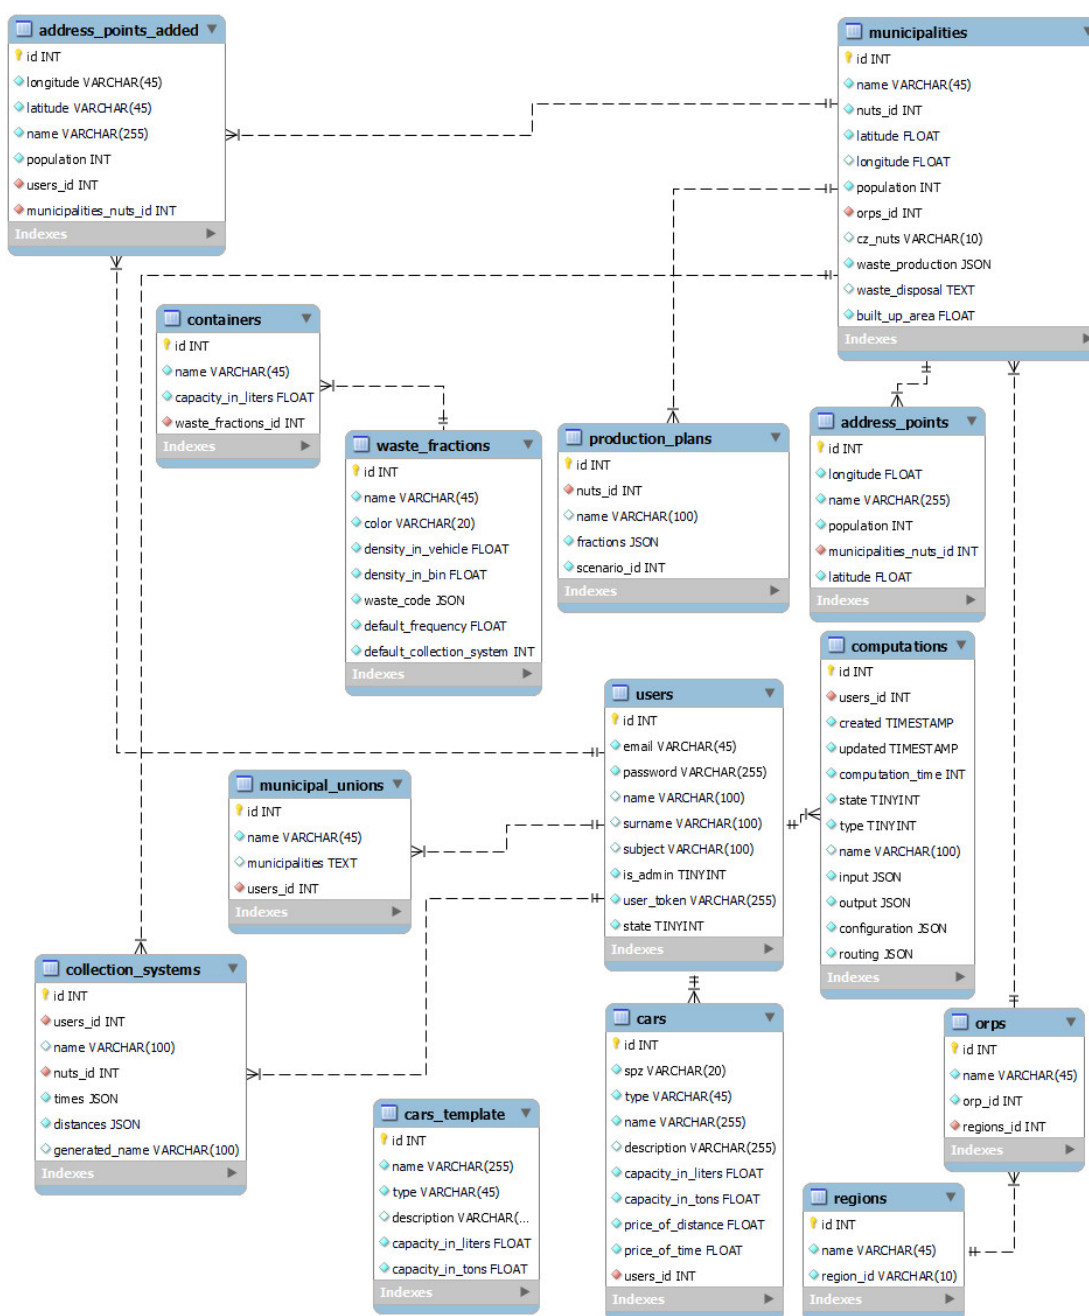 address_points_added
id INT
longitude VARCHAR(45)
latitude VARCHAR(45)
name VARCHAR(255)
population INT
users_id INT
municipalities_nuts_id INT
Indexes
municipalities
id INT
name VARCHAR(45)
nuts_id INT
latitude FLOAT
longitude FLOAT
population INT
orps_id INT
cz_nuts VARCHAR(10)
waste_production JSON
waste_disposal TEXT
built_up_area FLOAT
Indexes
containers
id INT
name VARCHAR(45)
capacity_in_liters FLOAT
waste_fractions_id INT
Indexes
waste_fractions
id INT
name VARCHAR(45)
color VARCHAR(20)
density_in_vehicle FLOAT
density_in_bin FLOAT
waste_code JSON
default_frequency FLOAT
default_collection_system INT
Indexes
production_plans
id INT
nuts_id INT
name VARCHAR(100)
fractions JSON
scenario_id INT
Indexes
address_points
id INT
longitude FLOAT
name VARCHAR(255)
population INT
municipalities_nuts_id INT
latitude FLOAT
Indexes
computations
id INT
users_id INT
created TIMESTAMP
updated TIMESTAMP
computation_time INT
state TINYINT
type TINYINT
name VARCHAR(100)
input JSON
output JSON
configuration JSON
routing JSON
Indexes
users
id INT
email VARCHAR(45)
password VARCHAR(255)
name VARCHAR(100)
surname VARCHAR(100)
subject VARCHAR(100)
is_admin TINYINT
user_token VARCHAR(255)
state TINYINT
Indexes
municipal_unions
id INT
name VARCHAR(45)
municipalities TEXT
users_id INT
Indexes
collection_systems
id INT
users_id INT
name VARCHAR(100)
nuts_id INT
times JSON
distances JSON
generated_name VARCHAR(100)
Indexes
cars_template
id INT
name VARCHAR(255)
type VARCHAR(45)
description VARCHAR(...
capacity_in_liters FLOAT
capacity_in_tons FLOAT
Indexes
cars
id INT
spz VARCHAR(20)
type VARCHAR(45)
name VARCHAR(255)
description VARCHAR(255)
capacity_in_liters FLOAT
capacity_in_tons FLOAT
price_of_distance FLOAT
price_of_time FLOAT
users_id INT
Indexes
orps
id INT
name VARCHAR(45)
orp_id INT
regions_id INT
Indexes
regions
id INT
name VARCHAR(45)
region_id VARCHAR(10)
Indexes